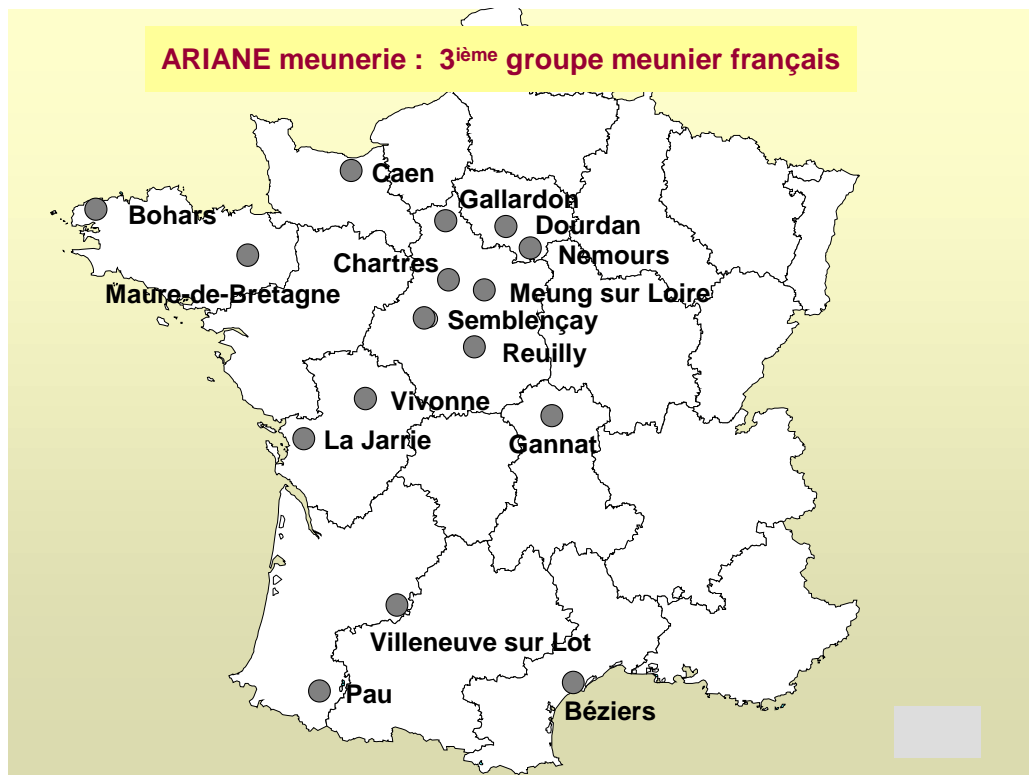 ARIANE meunerie : 3ième groupe meunier français
Caen
Gallardon
Bohars
Dourdan
Nemours
Chartres
Maure-de-Bretagne
Meung sur Loire
Semblençay
Reuilly
Vivonne
La Jarrie
Gannat
Villeneuve sur Lot
Pau
Béziers